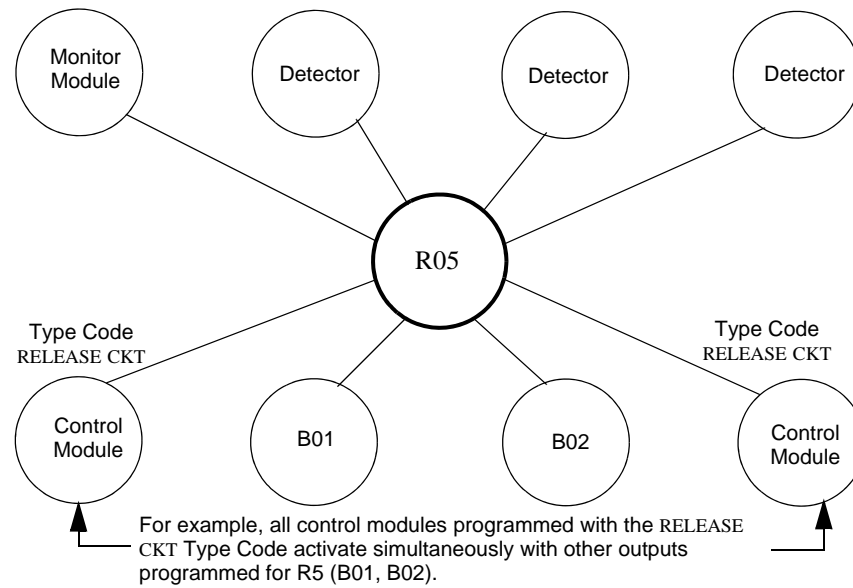 Monitor
Module
Detector
Detector
Detector
R05
Type Code
RELEASE CKT
Type Code
RELEASE CKT
Control
Module
B01
B02
Control
Module
For example, all control modules programmed with the RELEASE
CKT Type Code activate simultaneously with other outputs
programmed for R5 (B01, B02).